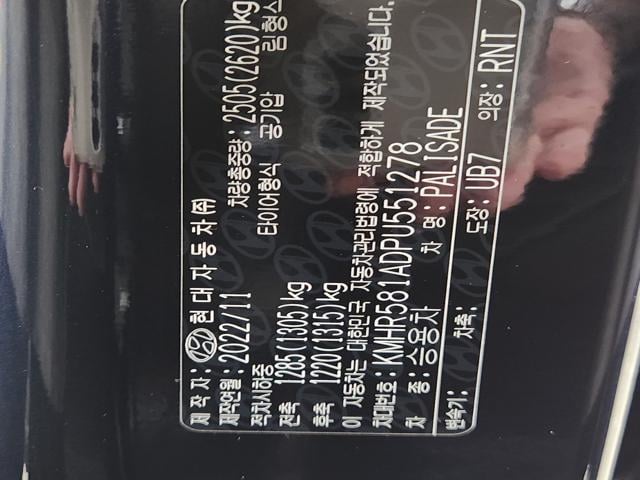 제 작 자: 현 대 자 동 차 ㈜
제작연월: 2022/11 차량총중량: 2505(2620)kg
적차시하중 타이어형식 공기압 림형식
전축 1285(1305)kg
후축 1220(1315)kg
이 자동차는 대한민국 자동차관리법령에 적합하게 제작되었습니다.
차대번호: KMHR581ADPU551278
차 종: 승용차 차 명: PALISADE
변속기: 차축: 도장: UB7 의장: RNT